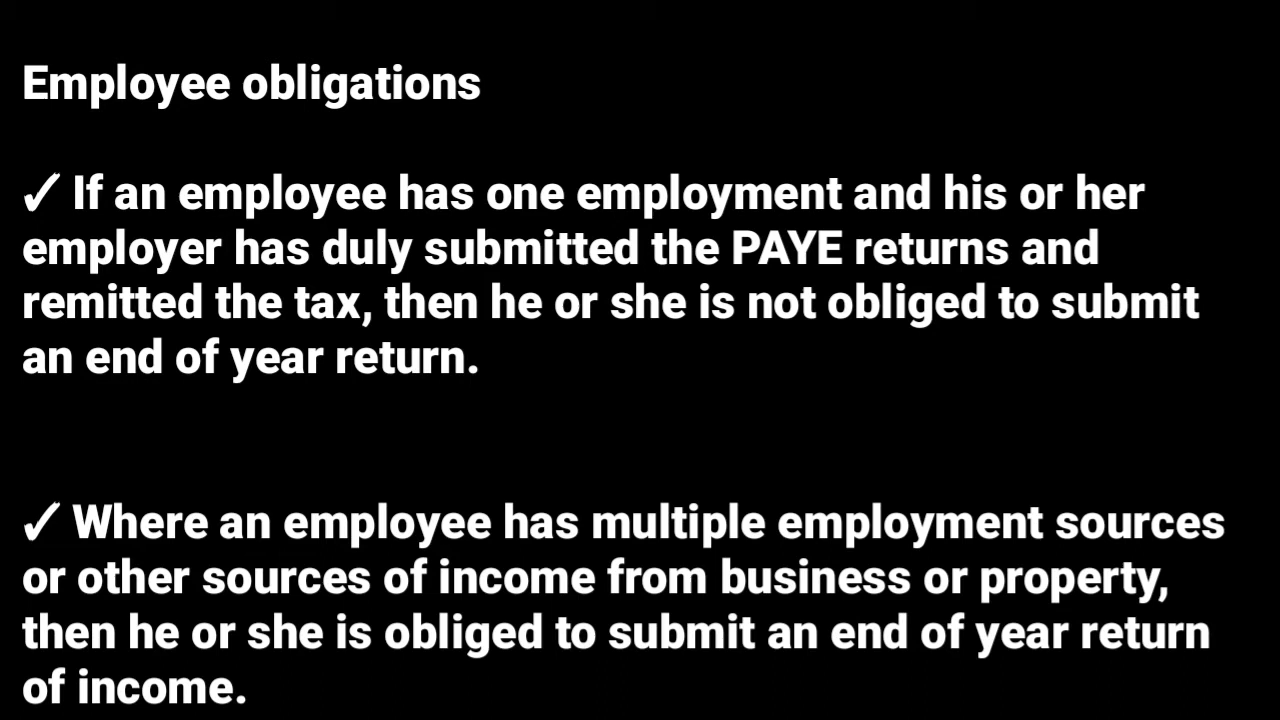 Employee obligations
✓ If an employee has one employment and his or her
employer has duly submitted the PAYE returns and
remitted the tax, then he or she is not obliged to submit
an end of year return.
✓ Where an employee has multiple employment sources
or other sources of income from business or property,
then he or she is obliged to submit an end of year return
of income.